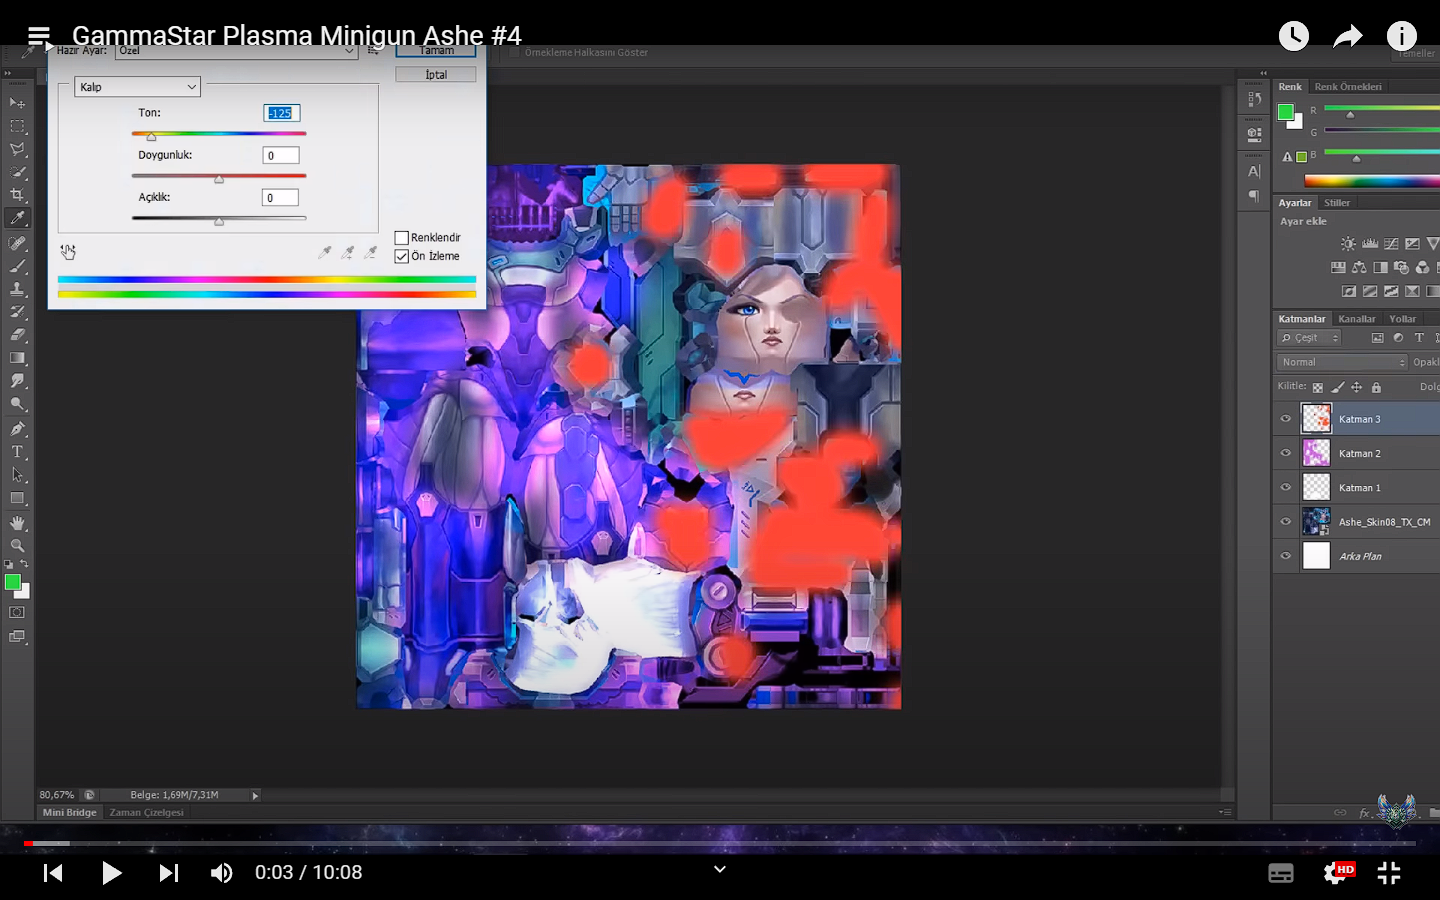 GammaStar Plasma Minigun Ashe #4
Hazır Ayar: Özel
Tamam
Örnekleme Halkasını Göster
Temeller
İptal
Kalıp
Ton: -125
Doygunluk: 0
Açıklık: 0
Renklendir
Ön İzleme
Renk Renk Örnekleri
R
G
B
Ayarlar Stiller
Ayar ekle
Katmanlar Kanallar Yollar
Çeşit
Normal
Opakl
Kilitle:
Dolg
Katman 3
Katman 2
Katman 1
Ashe_Skin08_TX_CM
Arka Plan
80,67%
Belge: 1,69M/7,31M
Mini Bridge Zaman Çizelgesi
fx
0:03 / 10:08
HD